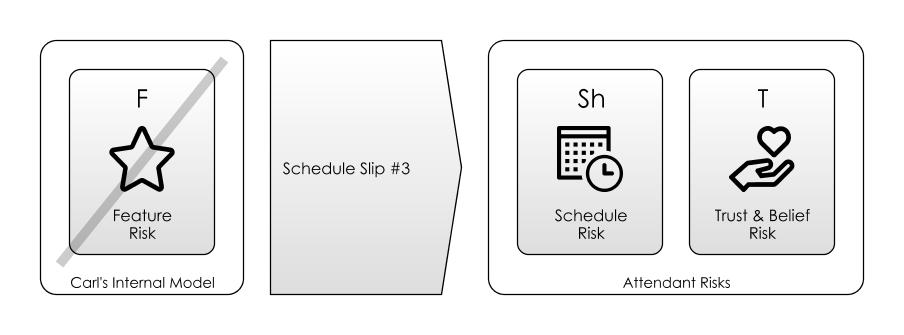 F
Feature
Risk
Carl's Internal Model
Schedule Slip #3
Sh
Schedule
Risk
T
Trust & Belief
Risk
Attendant Risks